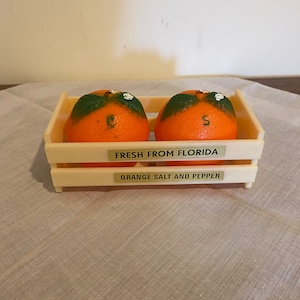 P S
FRESH FROM FLORIDA
ORANGE SALT AND PEPPER